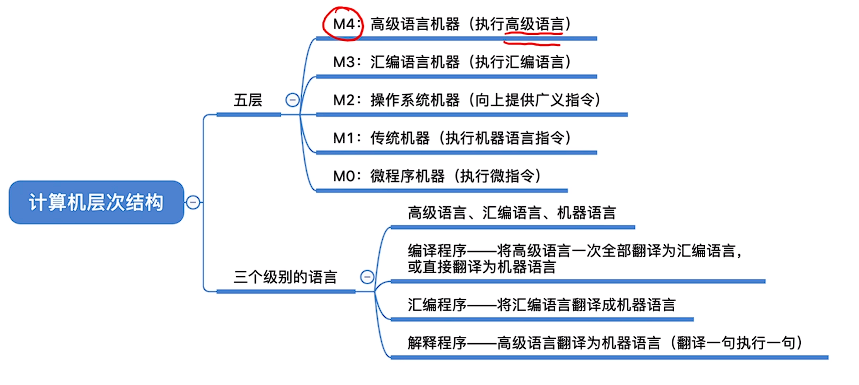 M4：高级语言机器（执行高级语言）
M3：汇编语言机器（执行汇编语言）
五层
M2：操作系统机器（向上提供广义指令）
M1：传统机器（执行机器语言指令）
M0：微程序机器（执行微指令）
计算机层次结构
高级语言、汇编语言、机器语言
编译程序——将高级语言一次全部翻译为汇编语言，
或直接翻译为机器语言
三个级别的语言
汇编程序——将汇编语言翻译成机器语言
解释程序——高级语言翻译为机器语言（翻译一句执行一句）